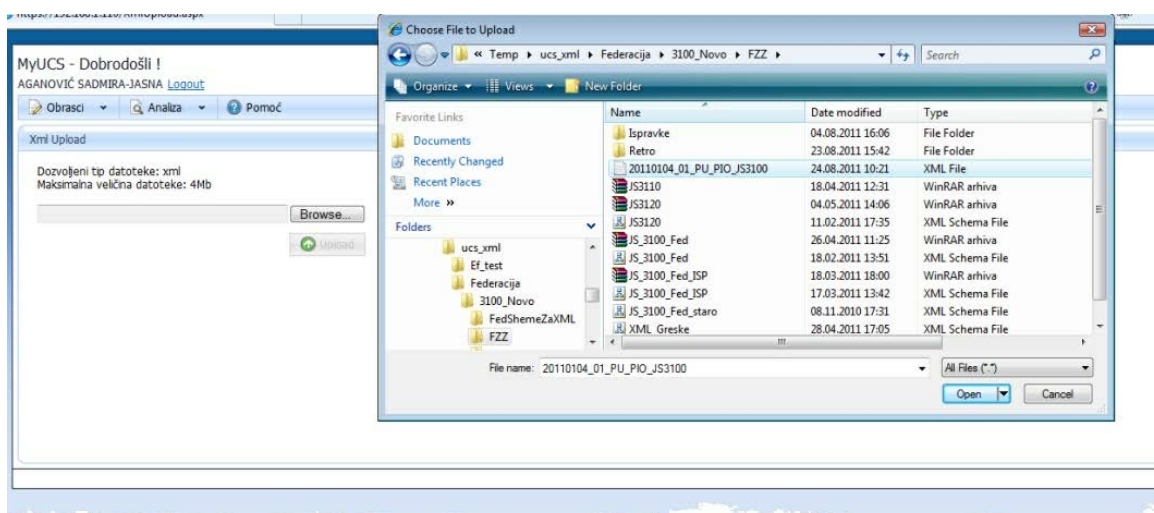 https://192.168.1.110/XmlUpload.aspx
MyUCS - Dobrodošli !
AGANOVIĆ SADMIRA-JASNA Logout
Obrasci Analiza Pomoć
Xml Upload
Dozvoljeni tip datoteke: xml
Maksimalna veličina datoteke: 4Mb
Browse...
Upload
Choose File to Upload
« Temp ucs_xml Federacija 3100_Novo FZZ Search
Organize Views New Folder
Favorite Links
Documents
Recently Changed
Recent Places
More »
Folders
ucs_xml
Ef_test
Federacija
3100_Novo
FedShemeZaXML
FZZ
Name Date modified Type
Ispravke 04.08.2011 16:06 File Folder
Retro 23.08.2011 15:42 File Folder
20110104_01_PU_PIO_JS3100 24.08.2011 10:21 XML File
JS3110 18.04.2011 12:31 WinRAR arhiva
JS3120 04.05.2011 14:06 WinRAR arhiva
JS3120 11.02.2011 17:35 XML Schema File
JS_3100_Fed 26.04.2011 11:25 WinRAR arhiva
JS_3100_Fed 18.02.2011 13:51 XML Schema File
JS_3100_Fed_ISP 18.03.2011 18:00 WinRAR arhiva
JS_3100_Fed_ISP 17.03.2011 13:42 XML Schema File
JS_3100_Fed_staro 08.11.2010 17:31 XML Schema File
XML_Greske 28.04.2011 17:05 XML Schema File
File name: 20110104_01_PU_PIO_JS3100 All Files (*.*)
Open Cancel